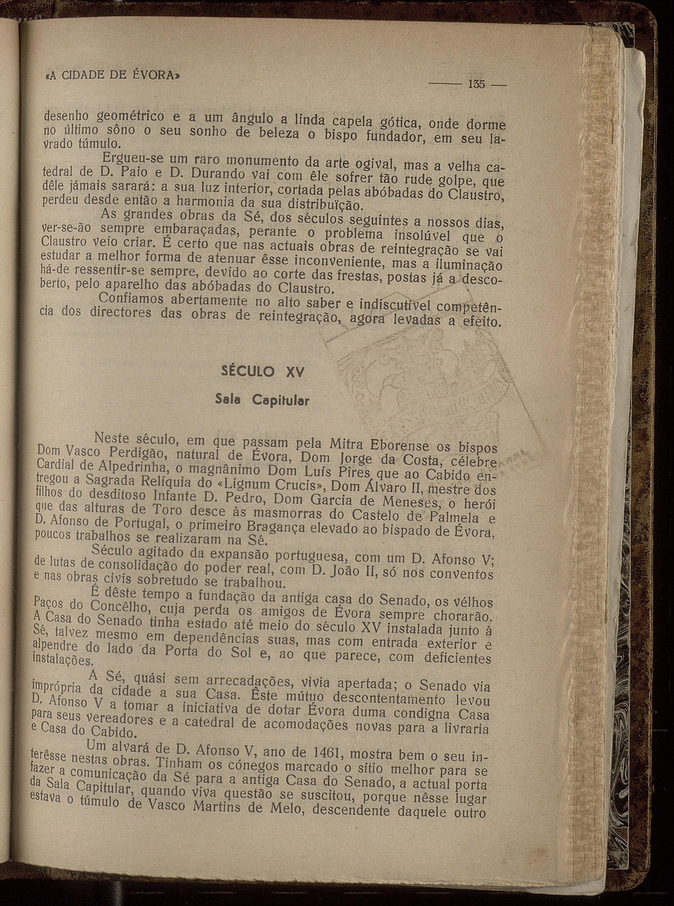 «A CIDADE DE ÉVORA»
—— 135 —
desenho geométrico e a um ângulo a linda capela gótica, onde dorme
no último sôno o seu sonho de beleza o bispo fundador, em seu la-
vrado túmulo.
Ergueu-se um raro monumento da arte ogival, mas a velha ca-
tedral de D. Paio e D. Durando vai com êle sofrer tão rude golpe, que
dêle jámais sarará: a sua luz interior, cortada pelas abóbadas do Claustro,
perdeu desde então a harmonia da sua distribuïção.
As grandes obras da Sé, dos séculos seguintes a nossos dias,
ver-se-ão sempre embaraçadas, perante o problema insolúvel que o
Claustro veio criar. É certo que nas actuais obras de reintegração se vai
estudar a melhor forma de atenuar êsse inconveniente, mas a iluminação
há-de ressentir-se sempre, devido ao corte das frestas, postas já a desco-
berto, pelo aparelho das abóbadas do Claustro.
Confiamos abertamente no alto saber e indiscutível competên-
cia dos directores das obras de reintegração, agora levadas a efeito.
SÉCULO XV
Sala Capitular
Neste século, em que passam pela Mitra Eborense os bispos
Dom Vasco Perdigão, natural de Évora, Dom Jorge da Costa, célebre
Cardial de Alpedrinha, o magnânimo Dom Luís Pires que ao Cabido en-
tregou a Sagrada Relíquia do «Lignum Crucis», Dom Álvaro II, mestre dos
filhos do desditoso Infante D. Pedro, Dom Garcia de Meneses, o herói
que das alturas de Toro desce às masmorras do Castelo de Palmela e
D. Afonso de Portugal, o primeiro Bragança elevado ao bispado de Évora,
poucos trabalhos se realizaram na Sé.
Século agitado da expansão portuguesa, com um D. Afonso V;
de lutas de consolidação do poder real, com D. João II, só nos conventos
e nas obras civis sobretudo se trabalhou.
É dêste tempo a fundação da antiga casa do Senado, os vélhos
Paços do Concêlho, cuja perda os amigos de Évora sempre chorarão.
A Casa do Senado tinha estado até meio do século XV instalada junto à
Sé, talvez mesmo em dependências suas, mas com entrada exterior e
alpendre do lado da Porta do Sol e, ao que parece, com deficientes
instalações.
A Sé, quási sem arrecadações, vivia apertada; o Senado via
imprópria da cidade a sua Casa. Êste mútuo descontentamento levou
D. Afonso V a tomar a iniciativa de dotar Évora duma condigna Casa
para seus vereadores e a catedral de acomodações novas para a livraria
e Casa do Cabido.
Um alvará de D. Afonso V, ano de 1461, mostra bem o seu in-
terêsse nestas obras. Tinham os cónegos marcado o sítio melhor para se
fazer a comunicação da Sé para a antiga Casa do Senado, a actual porta
da Sala Capitular, quando viva questão se suscitou, porque nêsse lugar
estava o túmulo de Vasco Martins de Melo, descendente daquele outro